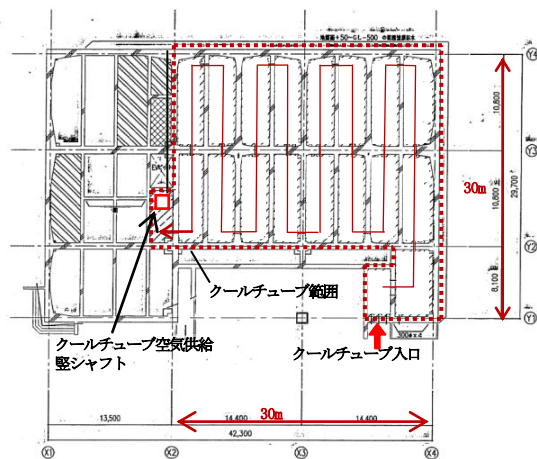 Y4
Y3
Y2
Y1
10,800
10,800
8,100
29,700
30m
クールチューブ範囲
クールチューブ空気供給
竪シャフト
クールチューブ入口
300φx4
30m
13,500
14,400
14,400
42,300
X1
X2
X3
X4